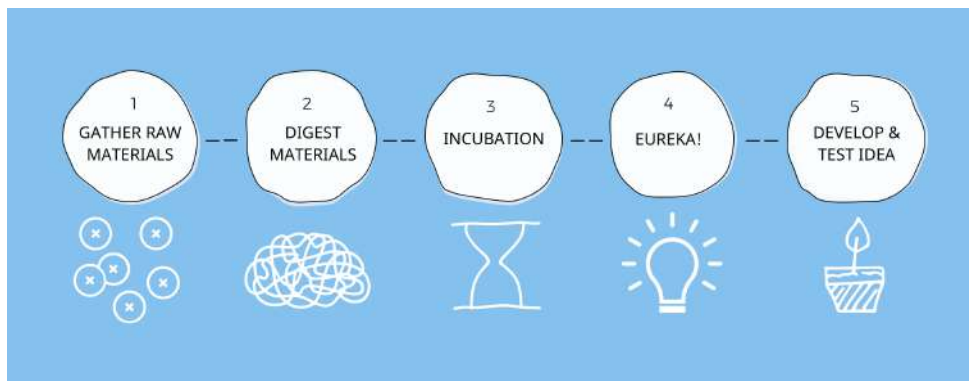 1
GATHER RAW
MATERIALS
2
DIGEST
MATERIALS
3
INCUBATION
4
EUREKA!
5
DEVELOP &
TEST IDEA